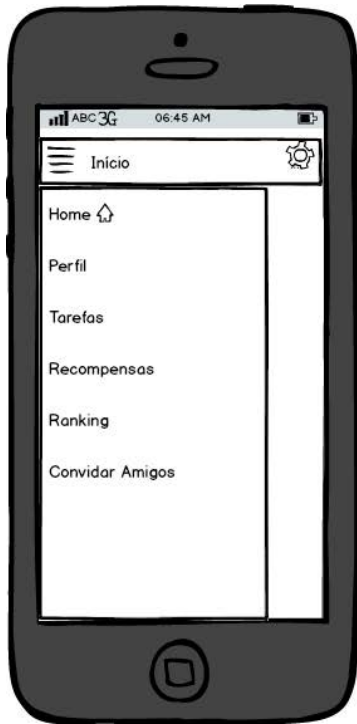 ABC 3G 06:45 AM
Início
Home
Perfil
Tarefas
Recompensas
Ranking
Convidar Amigos